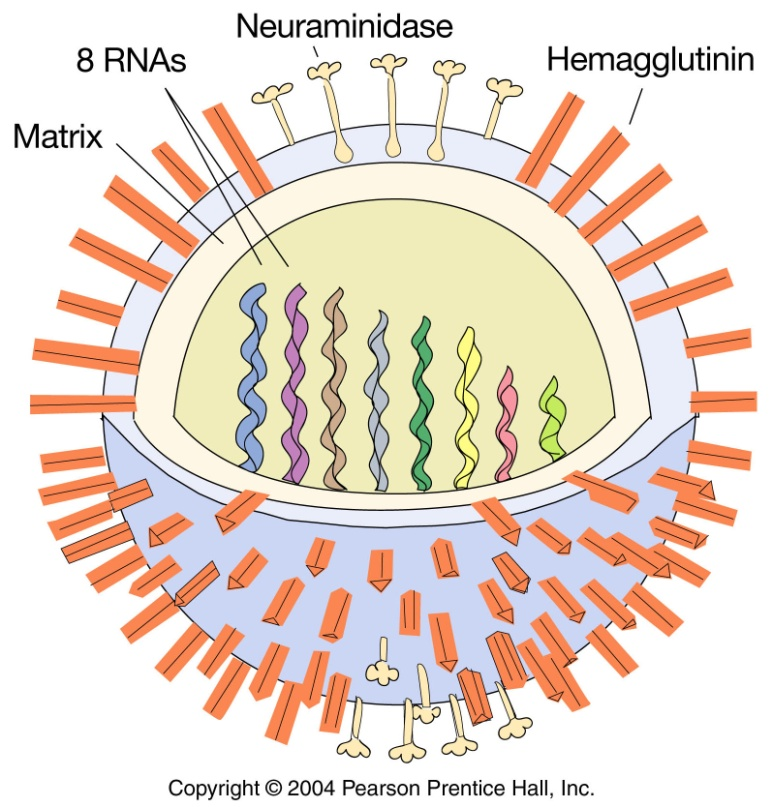 Neuraminidase
8 RNAs
Hemagglutinin
Matrix
Copyright © 2004 Pearson Prentice Hall, Inc.